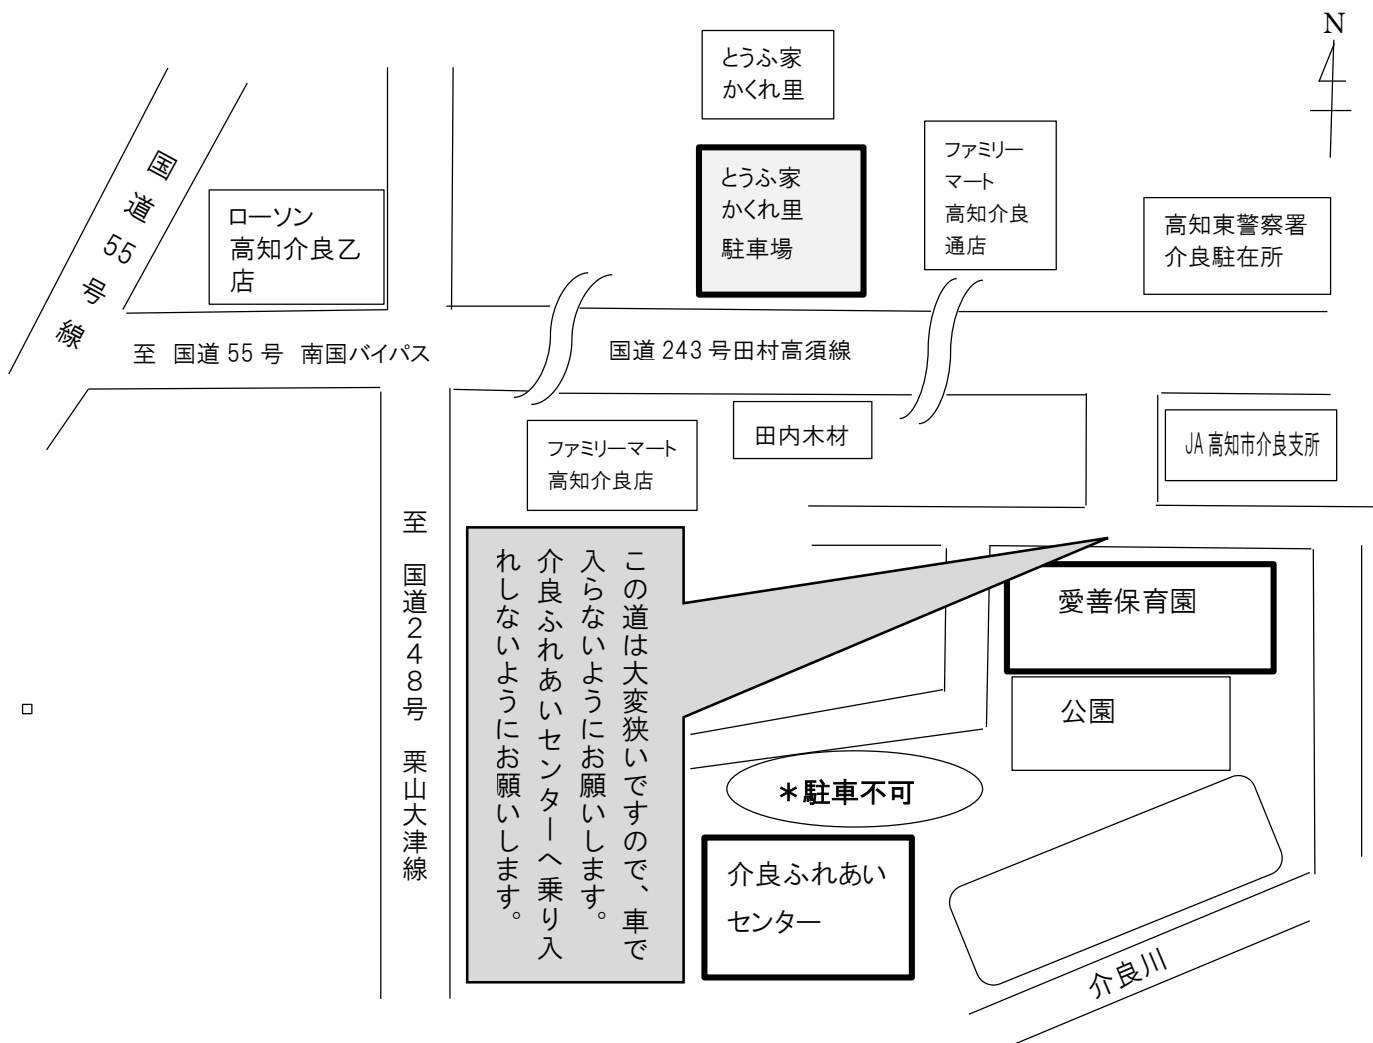 N
とうふ家
かくれ里
とうふ家
かくれ里
駐車場
ファミリー
マート
高知介良
通店
高知東警察署
介良駐在所
国道55号線
ローソン
高知介良乙
店
至 国道55号 南国バイパス
国道243号田村高須線
ファミリーマート
高知介良店
田内木材
JA高知市介良支所
至 国道248号 栗山大津線
この道は大変狭いですので、車で
入らないようにお願いします。
介良ふれあいセンターへ乗り入
れしないようにお願いします。
愛善保育園
公園
＊駐車不可
介良ふれあい
センター
介良川